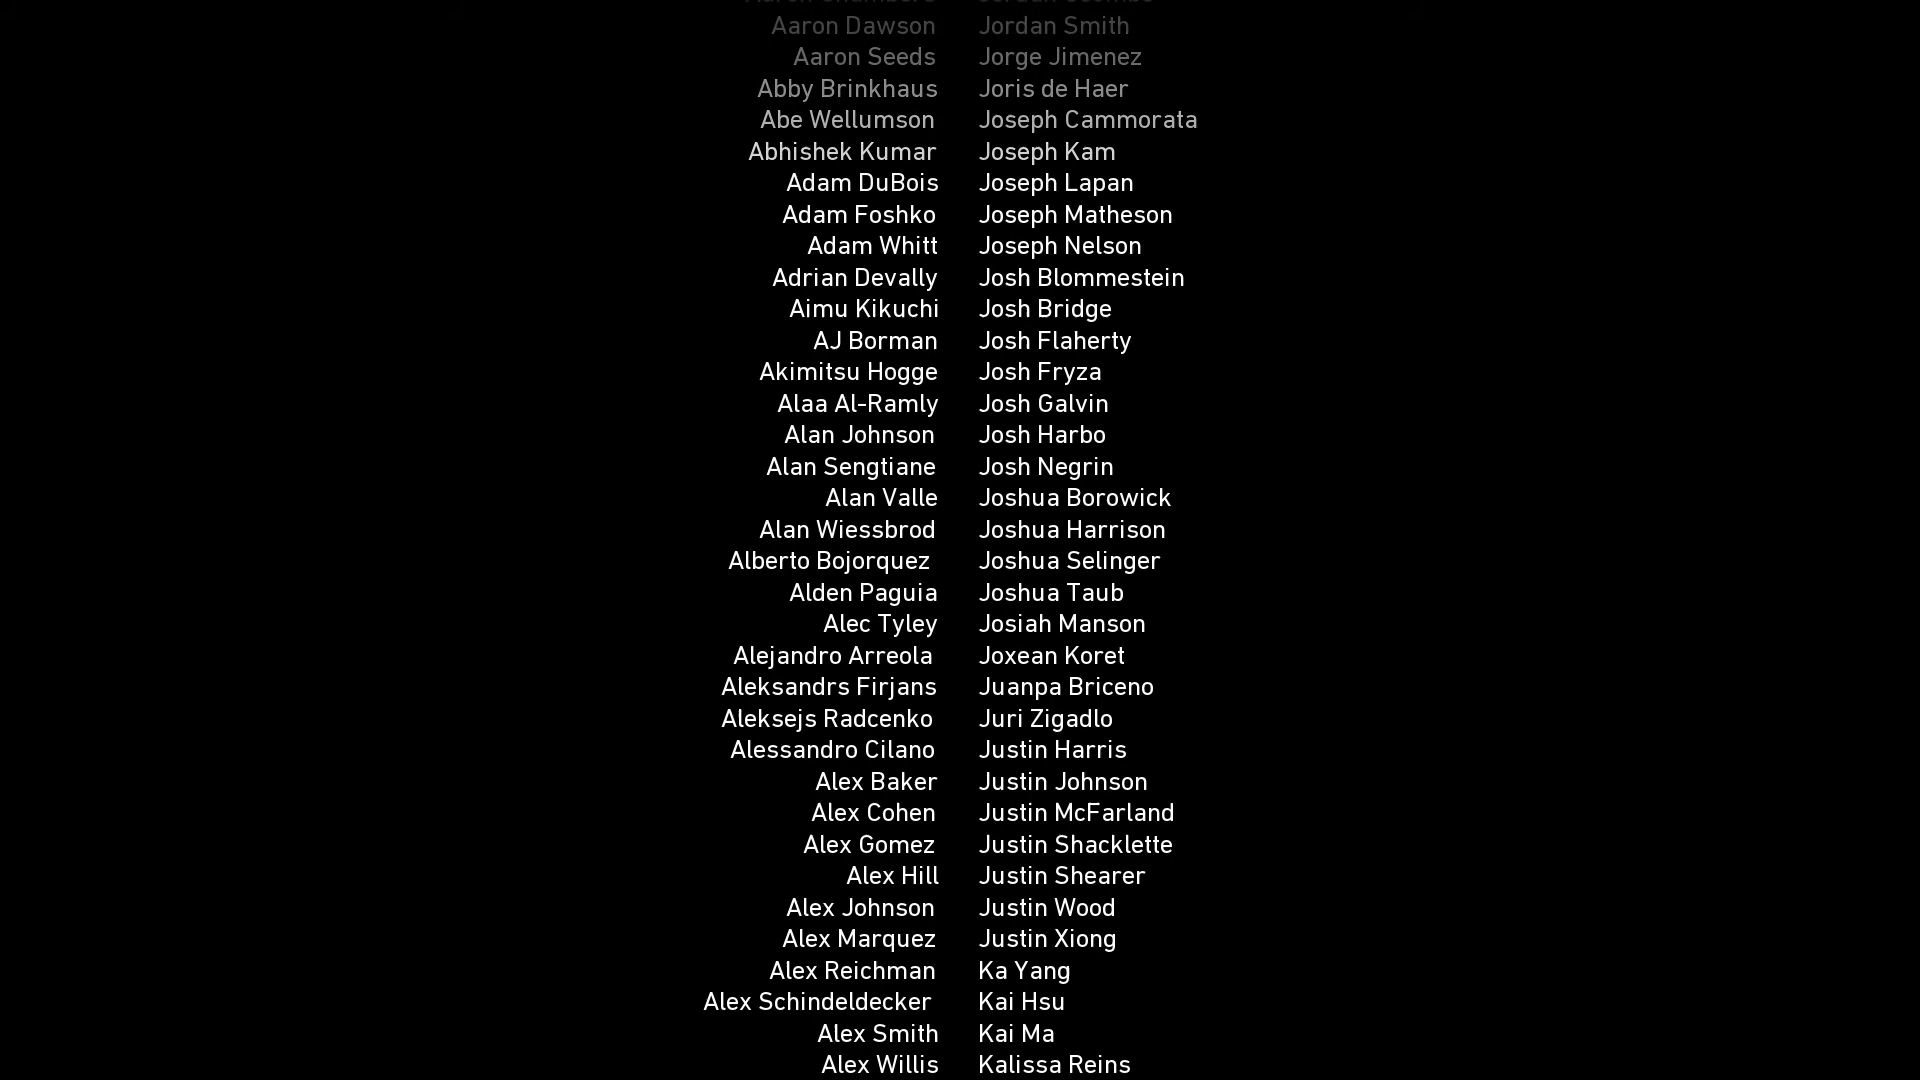 Aaron Dawson Jordan Smith
Aaron Seeds Jorge Jimenez
Abby Brinkhaus Joris de Haer
Abe Wellumson Joseph Cammorata
Abhishek Kumar Joseph Kam
Adam DuBois Joseph Lapan
Adam Foshko Joseph Matheson
Adam Whitt Joseph Nelson
Adrian Devally Josh Blommestein
Aimu Kikuchi Josh Bridge
AJ Borman Josh Flaherty
Akimitsu Hogge Josh Fryza
Alaa Al-Ramly Josh Galvin
Alan Johnson Josh Harbo
Alan Sengtiane Josh Negrin
Alan Valle Joshua Borowick
Alan Wiessbrod Joshua Harrison
Alberto Bojorquez Joshua Selinger
Alden Paguia Joshua Taub
Alec Tyley Josiah Manson
Alejandro Arreola Joxean Koret
Aleksandrs Firjans Juanpa Briceno
Aleksejs Radcenko Juri Zigadlo
Alessandro Cilano Justin Harris
Alex Baker Justin Johnson
Alex Cohen Justin McFarland
Alex Gomez Justin Shacklette
Alex Hill Justin Shearer
Alex Johnson Justin Wood
Alex Marquez Justin Xiong
Alex Reichman Ka Yang
Alex Schindeldecker Kai Hsu
Alex Smith Kai Ma
Alex Willis Kalissa Reins